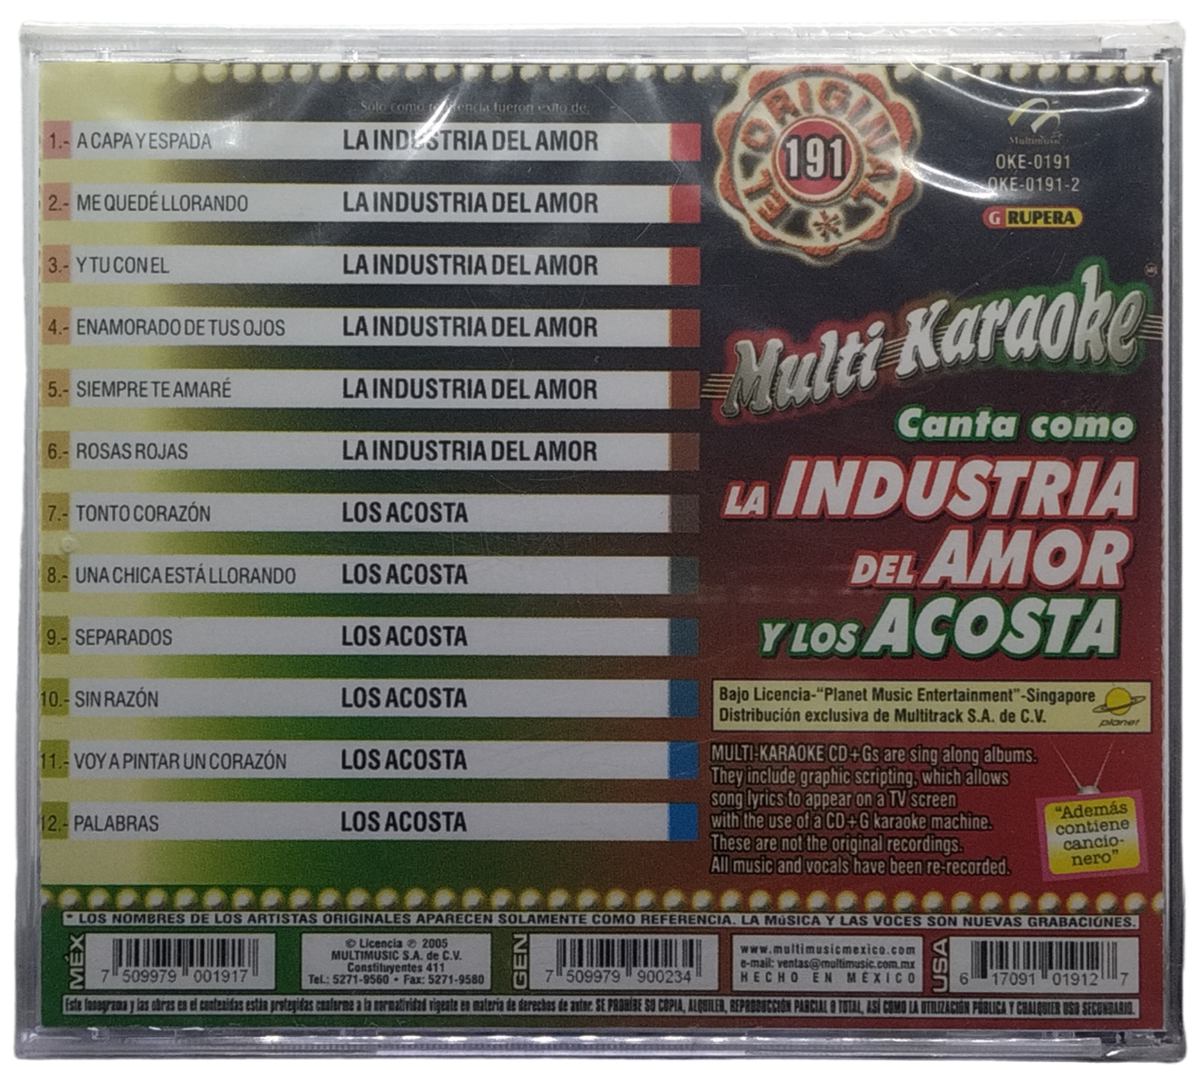 Sólo como referencia fueron éxito de:
1.- A CAPA Y ESPADA LA INDUSTRIA DEL AMOR
2.- ME QUEDÉ LLORANDO LA INDUSTRIA DEL AMOR
3.- Y TU CON EL LA INDUSTRIA DEL AMOR
4.- ENAMORADO DE TUS OJOS LA INDUSTRIA DEL AMOR
5.- SIEMPRE TE AMARÉ LA INDUSTRIA DEL AMOR
6.- ROSAS ROJAS LA INDUSTRIA DEL AMOR
7.- TONTO CORAZÓN LOS ACOSTA
8.- UNA CHICA ESTÁ LLORANDO LOS ACOSTA
9.- SEPARADOS LOS ACOSTA
10.- SIN RAZÓN LOS ACOSTA
11.- VOY A PINTAR UN CORAZÓN LOS ACOSTA
12.- PALABRAS LOS ACOSTA
EL ORIGINAL
191
Multimusic
OKE-0191
OKE-0191-2
GRUPERA
Multi Karaoke
Canta como
LA INDUSTRIA
DEL AMOR
Y LOS ACOSTA
Bajo Licencia-“Planet Music Entertainment”-Singapore
Distribución exclusiva de Multitrack S.A. de C.V.
planet
MULTI-KARAOKE CD+Gs are sing along albums.
They include graphic scripting, which allows
song lyrics to appear on a TV screen
with the use of a CD+G karaoke machine.
These are not the original recordings.
All music and vocals have been re-recorded.
“Además
contiene
cancio-
nero”
* LOS NOMBRES DE LOS ARTISTAS ORIGINALES APARECEN SOLAMENTE COMO REFERENCIA. LA MúSICA Y LAS VOCES SON NUEVAS GRABACIÓNES.
MÉX
7 509979 001917
© Licencia ℗ 2005
MULTIMUSIC S.A. de C.V.
Constituyentes 411
Tel.: 5271-9560 • Fax: 5271-9580
GEN
7 509979 900234
www.multimusicmexico.com
e-mail: ventas@multimusic.com.mx
HECHO EN MEXICO
USA
6 17091 01912 7
Este fonograma y las obras en el contenidas están protegidas conforme a la normatividad vigente en materia de derechos de autor. SE PROHÍBE SU COPIA, ALQUILER, REPRODUCCIÓN PARCIAL O TOTAL, ASÍ COMO LA UTILIZACIÓN PÚBLICA Y CUALQUIER USO SECUNDARIO.